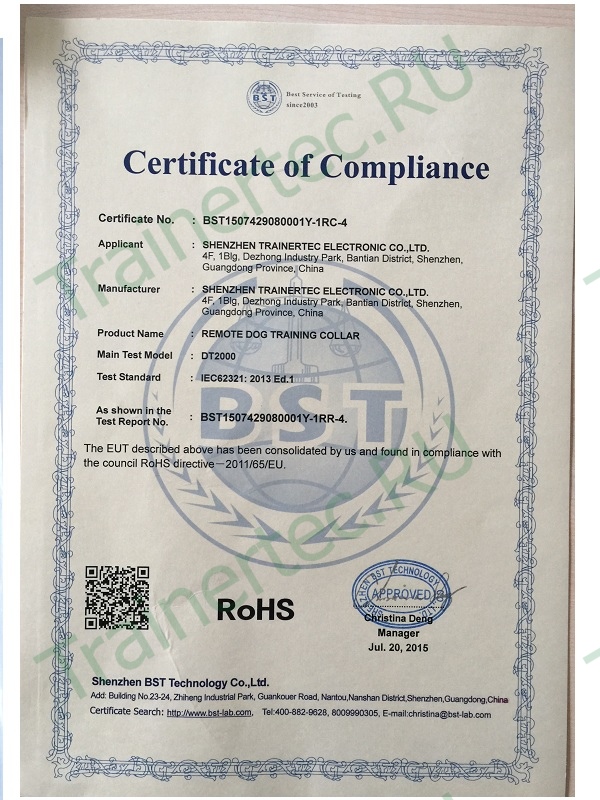 BST
Best Service of Testing
since2003
Certificate of Compliance
Certificate No. : BST1507429080001Y-1RC-4
Applicant : SHENZHEN TRAINERTEC ELECTRONIC CO.,LTD.
4F, 1Blg, Dezhong Industry Park, Bantian District, Shenzhen,
Guangdong Province, China
Manufacturer : SHENZHEN TRAINERTEC ELECTRONIC CO.,LTD.
4F, 1Blg, Dezhong Industry Park, Bantian District, Shenzhen,
Guangdong Province, China
Product Name : REMOTE DOG TRAINING COLLAR
Main Test Model : DT2000
Test Standard : IEC62321: 2013 Ed.1
As shown in the
Test Report No. : BST1507429080001Y-1RR-4.
BST
The EUT described above has been consolidated by us and found in compliance with
the council RoHS directive－2011/65/EU.
RoHS
SHENZHEN BST TECHNOLOGY
APPROVED
Christina Deng
Manager
Jul. 20, 2015
Shenzhen BST Technology Co.,Ltd.
Add: Building No.23-24, Zhiheng Industrial Park, Guankouer Road, Nantou,Nanshan District,Shenzhen,Guangdong,China
Certificate Search: http://www.bst-lab.com, Tel:400-882-9628, 8009990305, E-mail:christina@bst-lab.com
Trainertec.RU
Trainertec.RU
Trainertec.RU